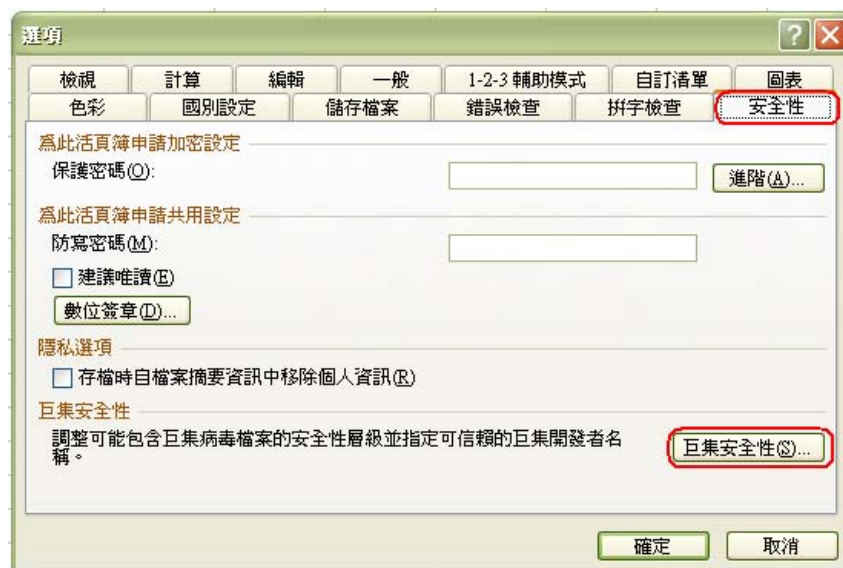 選項
檢視 計算 編輯 一般 1-2-3 輔助模式 自訂清單 圖表
色彩 國別設定 儲存檔案 錯誤檢查 拼字檢查 安全性
為此活頁簿申請加密設定
保護密碼(O): 進階(A)...
為此活頁簿申請共用設定
防寫密碼(M):
建議唯讀(E)
數位簽章(D)...
隱私選項
存檔時自檔案摘要資訊中移除個人資訊(R)
巨集安全性
調整可能包含巨集病毒檔案的安全性層級並指定可信賴的巨集開發者名
稱。 巨集安全性(S)...
確定 取消